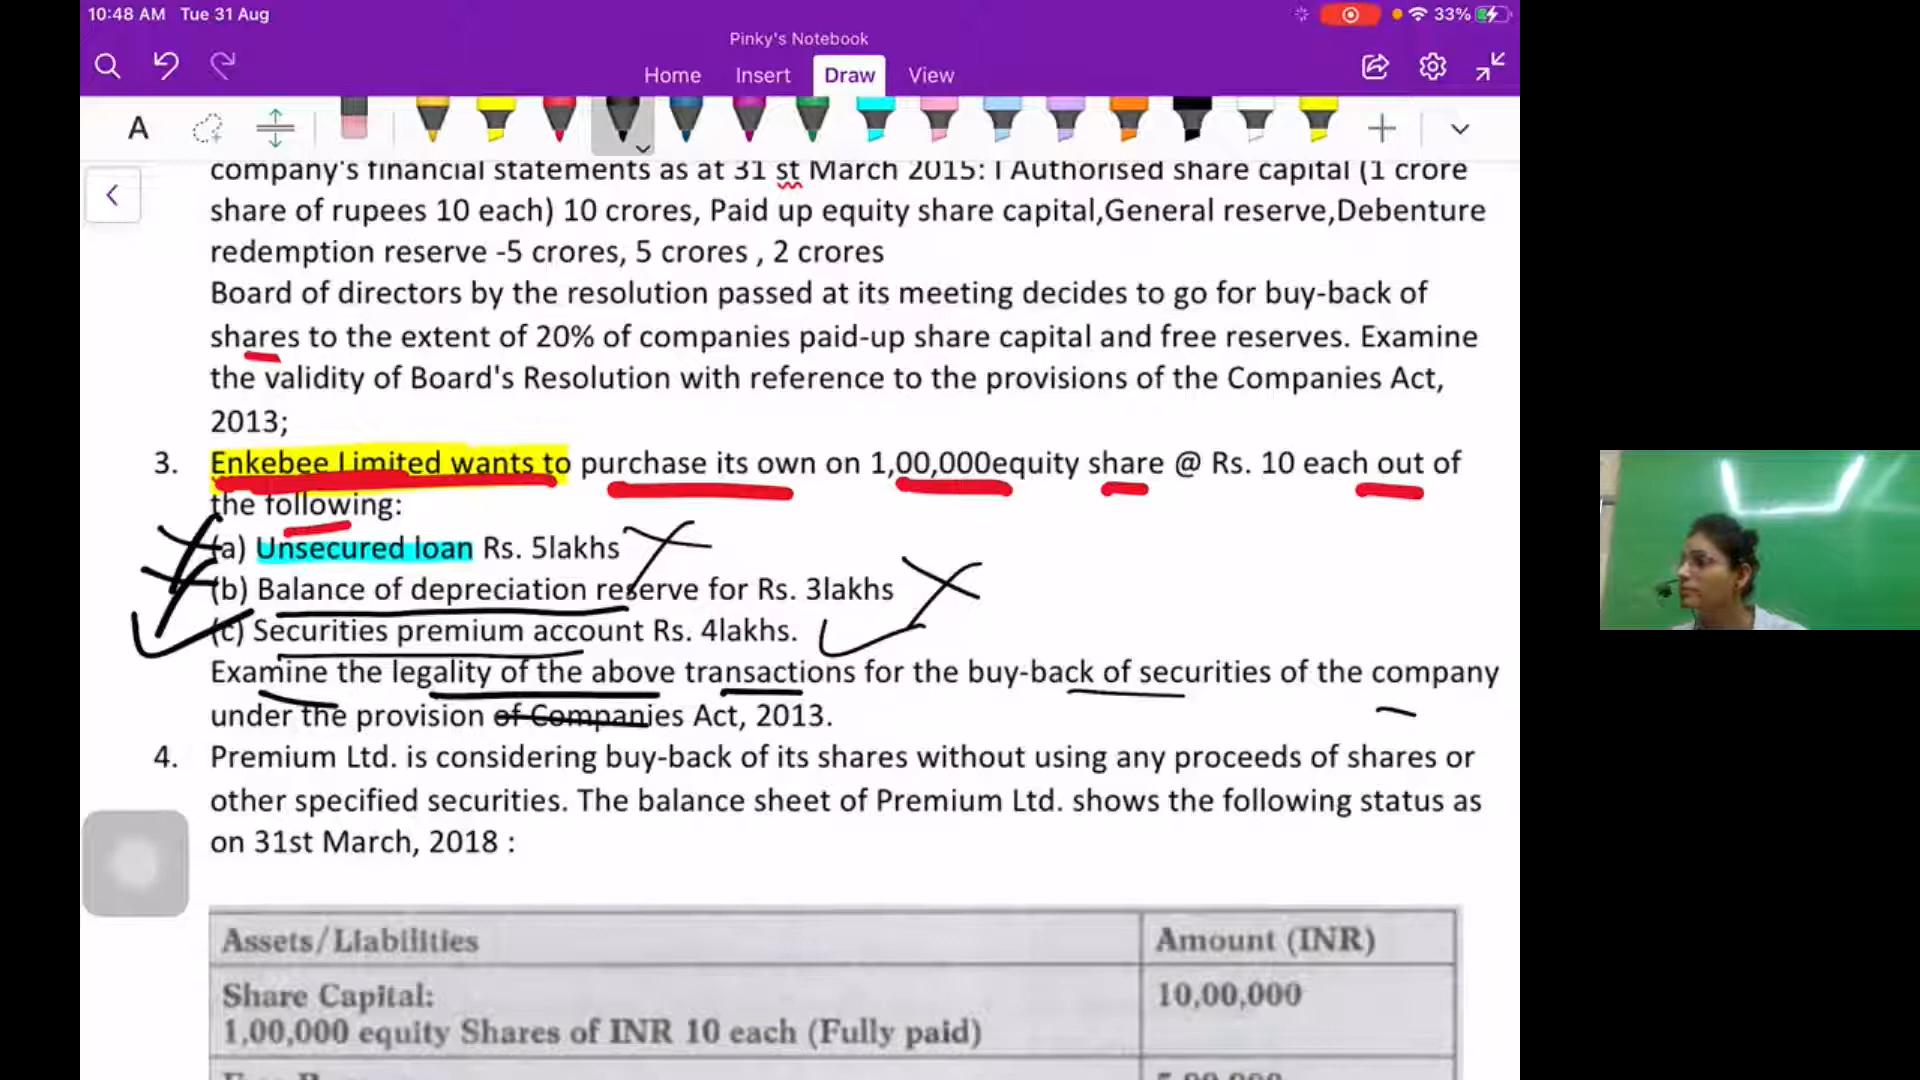 10:48 AM Tue 31 Aug
33%
Pinky's Notebook
Home Insert Draw View
A
company's financial statements as at 31 st March 2015: I Authorised share capital (1 crore
share of rupees 10 each) 10 crores, Paid up equity share capital,General reserve,Debenture
redemption reserve -5 crores, 5 crores , 2 crores
Board of directors by the resolution passed at its meeting decides to go for buy-back of
shares to the extent of 20% of companies paid-up share capital and free reserves. Examine
the validity of Board's Resolution with reference to the provisions of the Companies Act,
2013;
3. Enkebee Limited wants to purchase its own on 1,00,000equity share @ Rs. 10 each out of
the following:
(a) Unsecured loan Rs. 5lakhs
(b) Balance of depreciation reserve for Rs. 3lakhs
(c) Securities premium account Rs. 4lakhs.
Examine the legality of the above transactions for the buy-back of securities of the company
under the provision of Companies Act, 2013.
4. Premium Ltd. is considering buy-back of its shares without using any proceeds of shares or
other specified securities. The balance sheet of Premium Ltd. shows the following status as
on 31st March, 2018 :
Assets/Liabilities Amount (INR)
Share Capital: 10,00,000
1,00,000 equity Shares of INR 10 each (Fully paid)